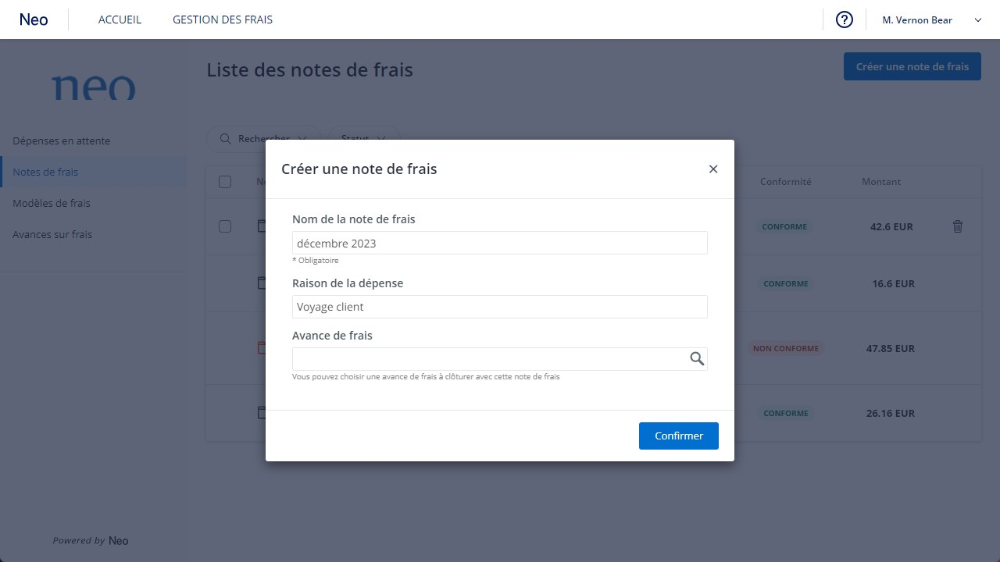 Neo
ACCUEIL
GESTION DES FRAIS
M. Vernon Bear
neo
Liste des notes de frais
Créer une note de frais
Dépenses en attente
Notes de frais
Modèles de frais
Avances sur frais
Rechercher
Statut
Conformité
Montant
CONFORME
42.6 EUR
CONFORME
16.6 EUR
NON CONFORME
47.85 EUR
CONFORME
26.16 EUR
Créer une note de frais
Nom de la note de frais
décembre 2023
* Obligatoire
Raison de la dépense
Voyage client
Avance de frais
Vous pouvez choisir une avance de frais à clôturer avec cette note de frais
Confirmer
Powered by Neo